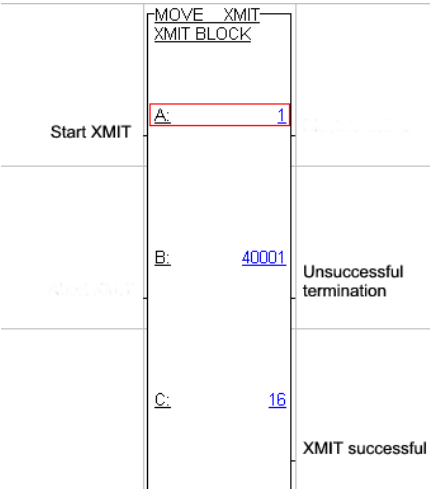 MOVE XMIT
XMIT BLOCK
Start XMIT
A: 1
B: 40001
Unsuccessful
termination
C: 16
XMIT successful